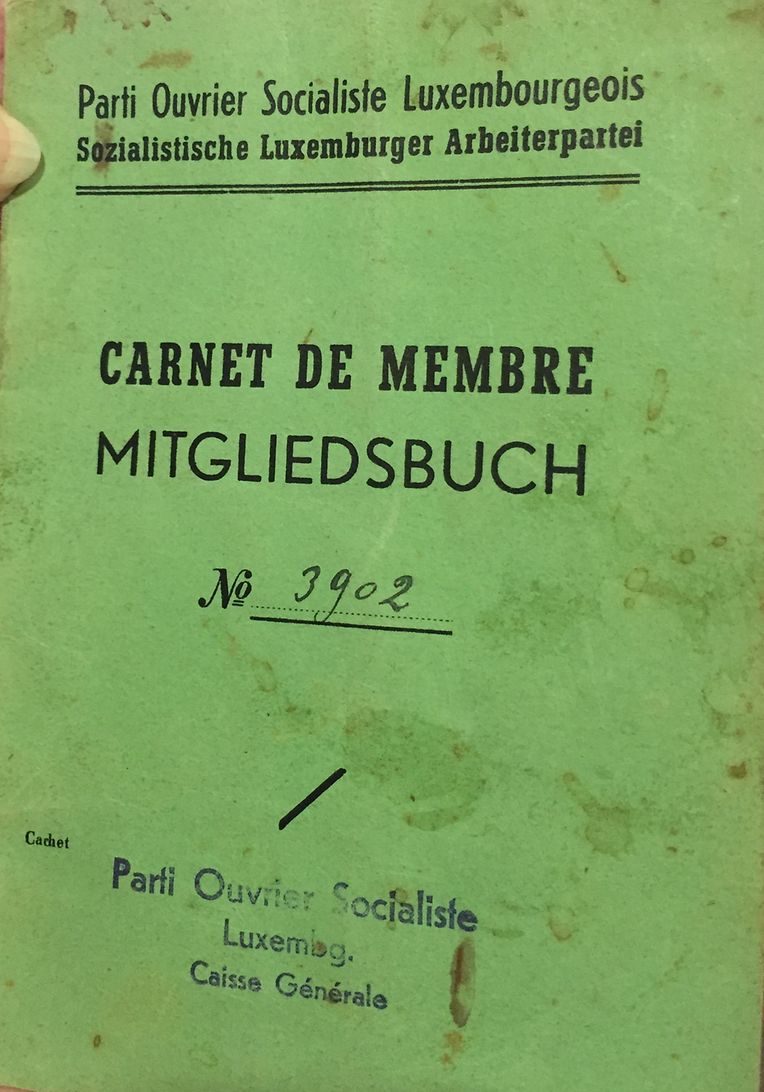 Parti Ouvrier Socialiste Luxembourgeois
Sozialistische Luxemburger Arbeiterpartei
CARNET DE MEMBRE
MITGLIEDSBUCH
№ 3902
Cachet
Parti Ouvrier Socialiste
Luxembg.
Caisse Générale